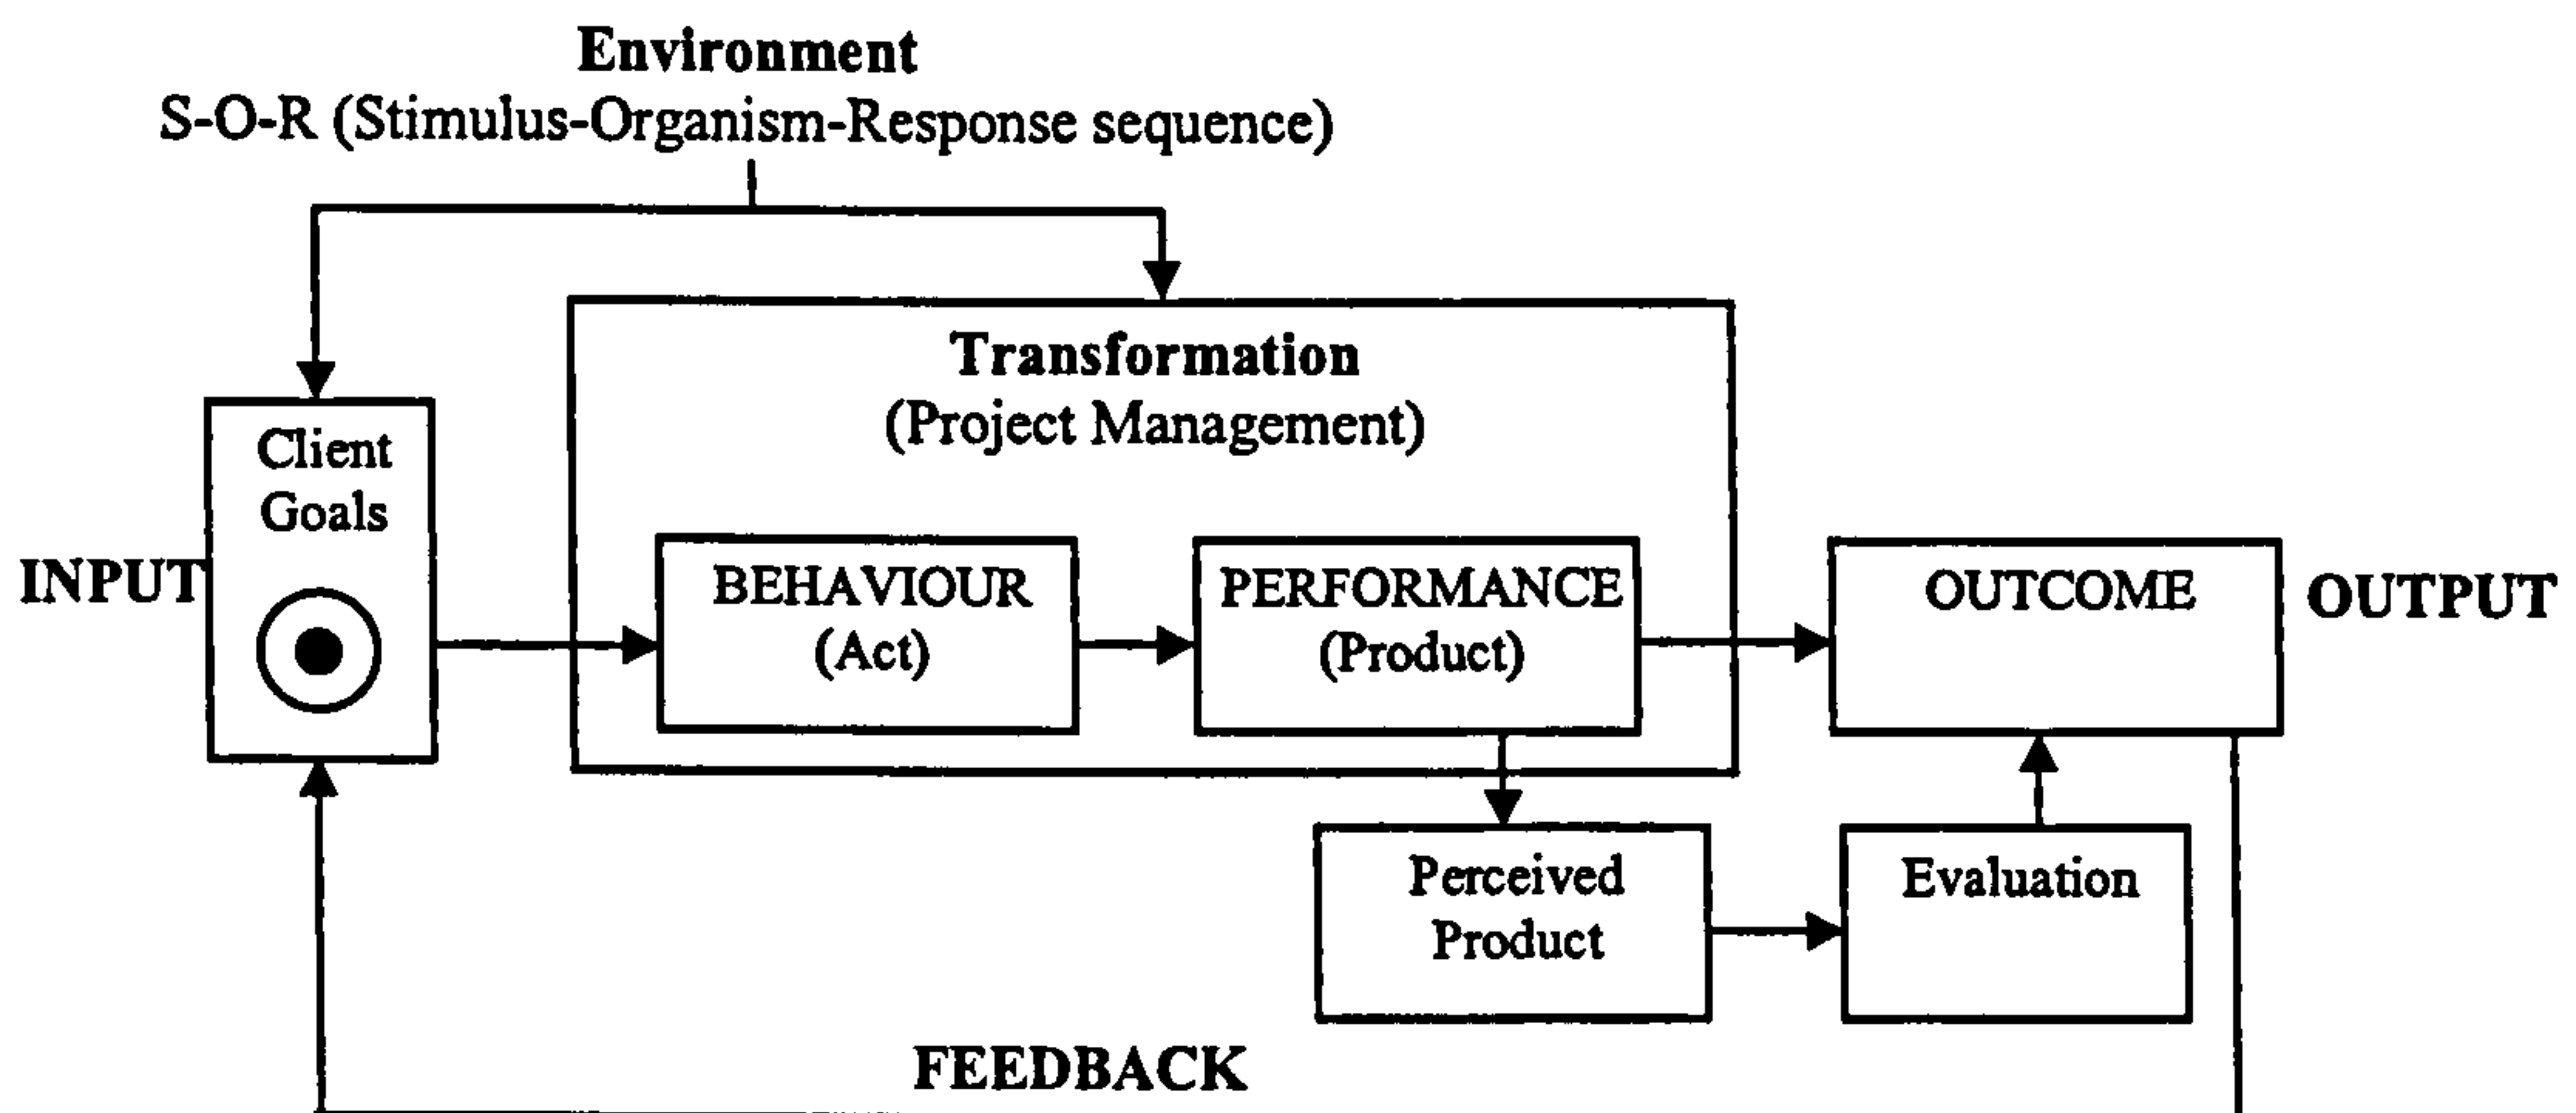 Environment
S-O-R (Stimulus-Organism-Response sequence)
Transformation
(Project Management)
Client
Goals
INPUT
BEHAVIOUR
(Act)
PERFORMANCE
(Product)
OUTCOME
OUTPUT
Perceived
Product
Evaluation
FEEDBACK